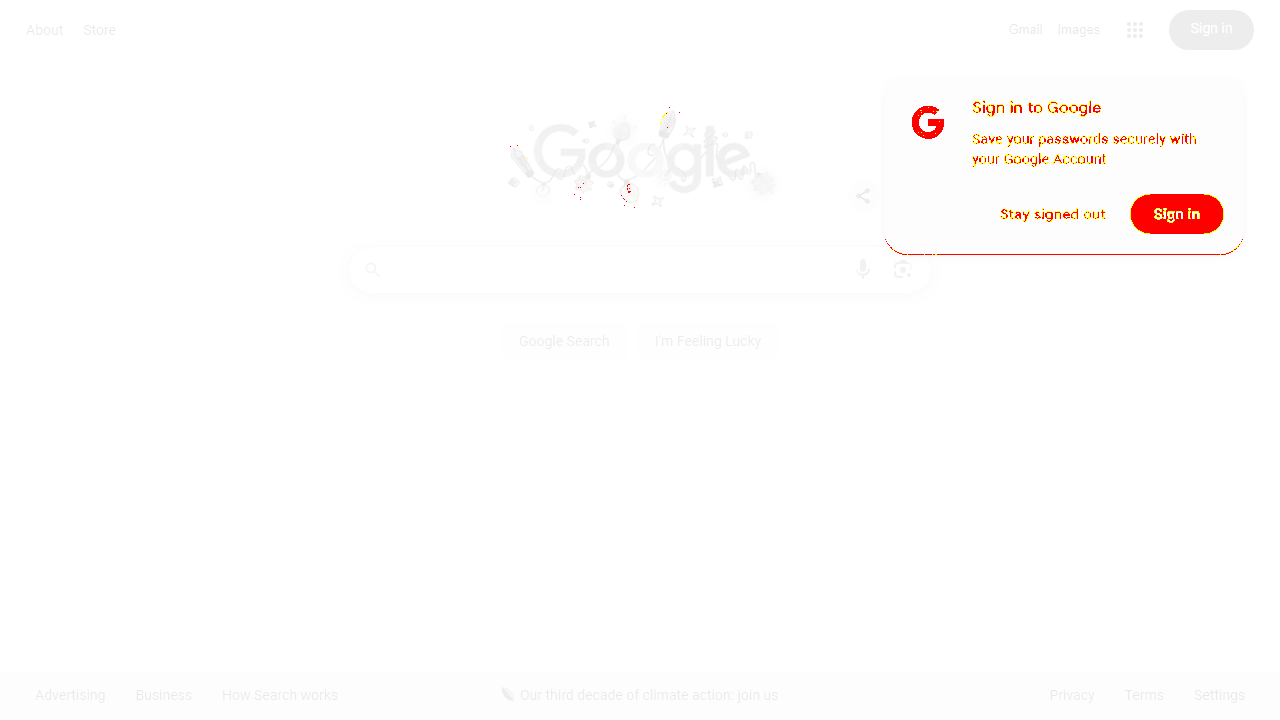 About Store Gmail Images Sign in
Sign in to Google
Save your passwords securely with
your Google Account
Stay signed out Sign in
Google
Google Search I'm Feeling Lucky
Advertising Business How Search works Our third decade of climate action: join us Privacy Terms Settings